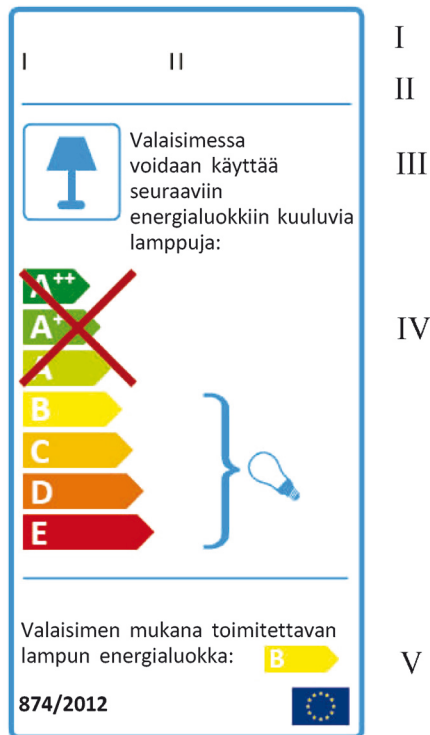 I II
I
II
Valaisimessa
voidaan käyttää
seuraaviin
energialuokkiin kuuluvia
lamppuja:
III
A++
A+
A
IV
B
C
D
E
Valaisimen mukana toimitettavan
lampun energialuokka: B
V
874/2012